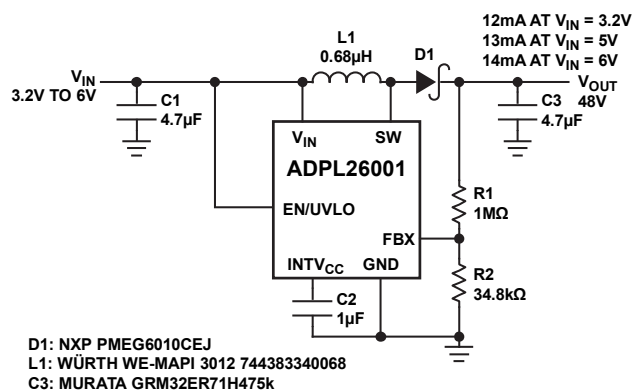 L1
0.68µH
D1
12mA AT VIN = 3.2V
13mA AT VIN = 5V
14mA AT VIN = 6V
VIN
3.2V TO 6V
VOUT
48V
C1
4.7µF
C3
4.7µF
VIN
SW
ADPL26001
EN/UVLO
R1
1MΩ
FBX
INTVCC
GND
R2
34.8kΩ
C2
1µF
D1: NXP PMEG6010CEJ
L1: WÜRTH WE-MAPI 3012 744383340068
C3: MURATA GRM32ER71H475k